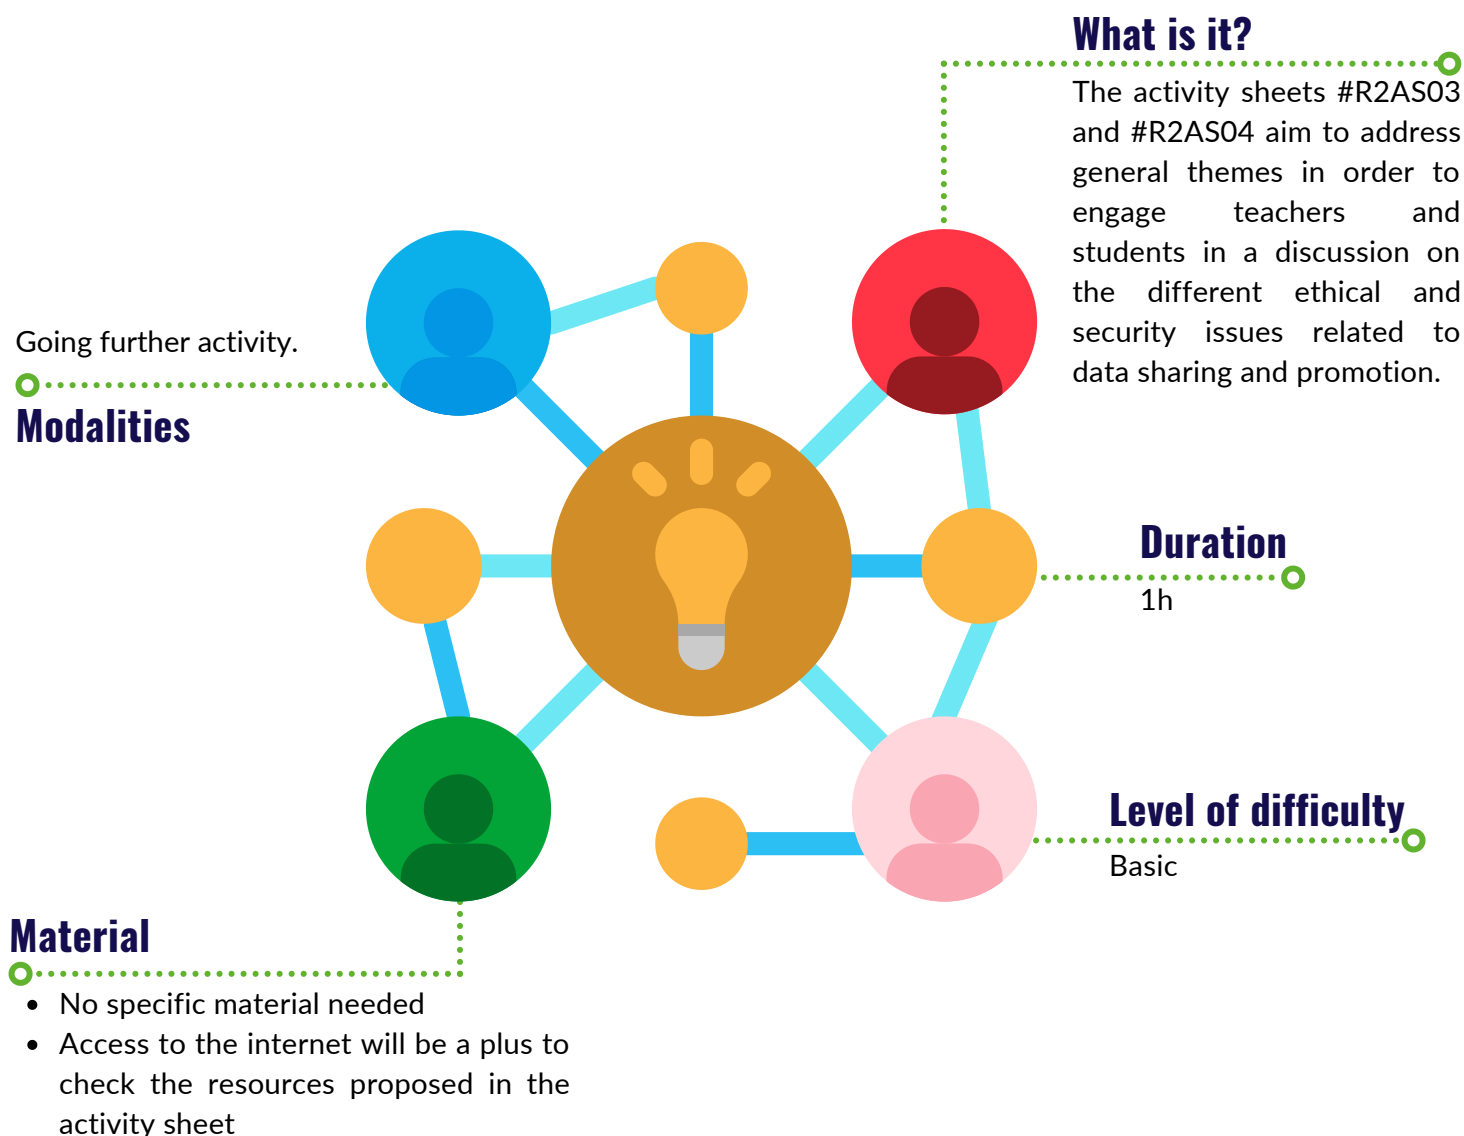 What is it?
The activity sheets #R2AS03
and #R2AS04 aim to address
general themes in order to
engage teachers and
students in a discussion on
the different ethical and
security issues related to
data sharing and promotion.
Going further activity.
Modalities
Duration
1h
Level of difficulty
Basic
Material
• No specific material needed
• Access to the internet will be a plus to
check the resources proposed in the
activity sheet